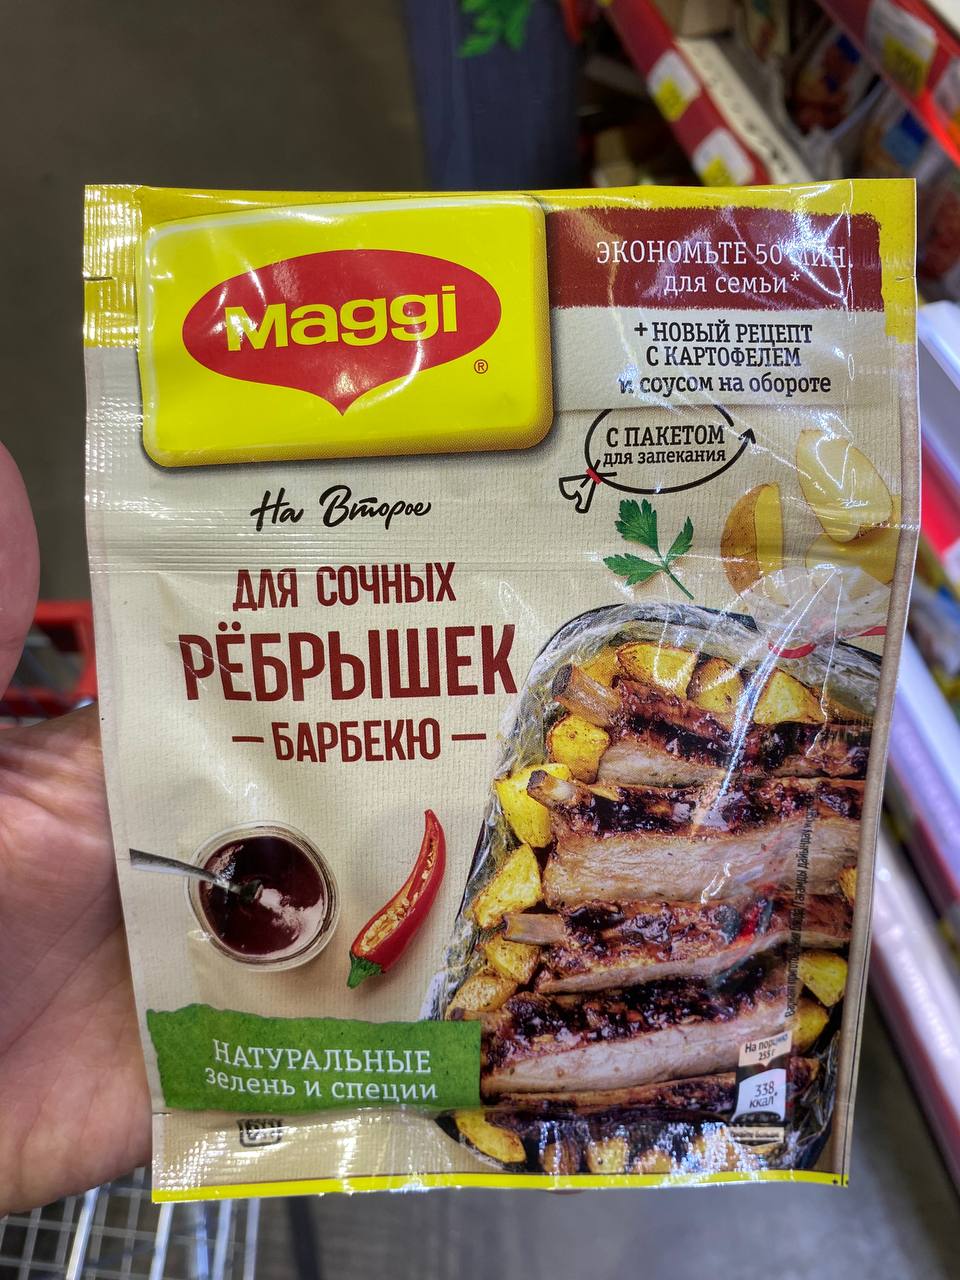 Maggi
®
ЭКОНОМЬТЕ 50 МИН.
для семьи*
+ НОВЫЙ РЕЦЕПТ
С КАРТОФЕЛЕМ
и соусом на обороте
С ПАКЕТОМ
для запекания
На Второе
ДЛЯ СОЧНЫХ
РЁБРЫШЕК
— БАРБЕКЮ —
НАТУРАЛЬНЫЕ
зелень и специи
На порцию
255 г
338
ккал